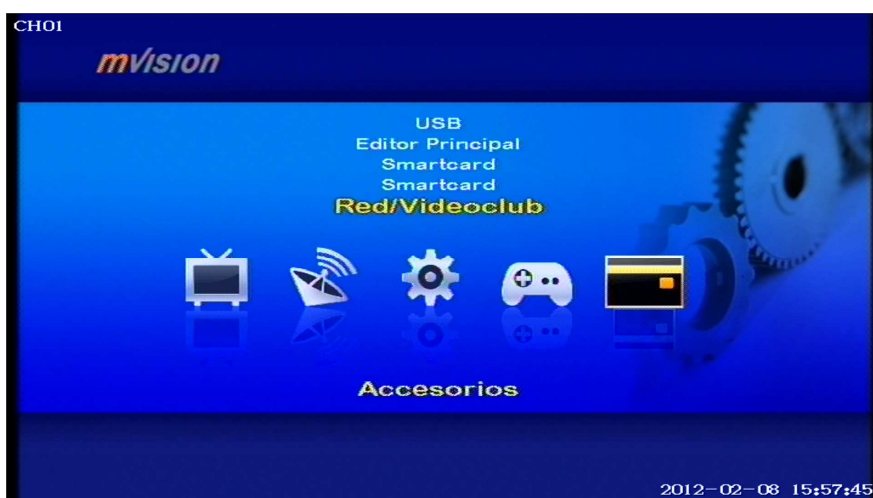 CH01
mvision
USB
Editor Principal
Smartcard
Smartcard
Red/Videoclub
Accesorios
2012-02-08 15:57:45